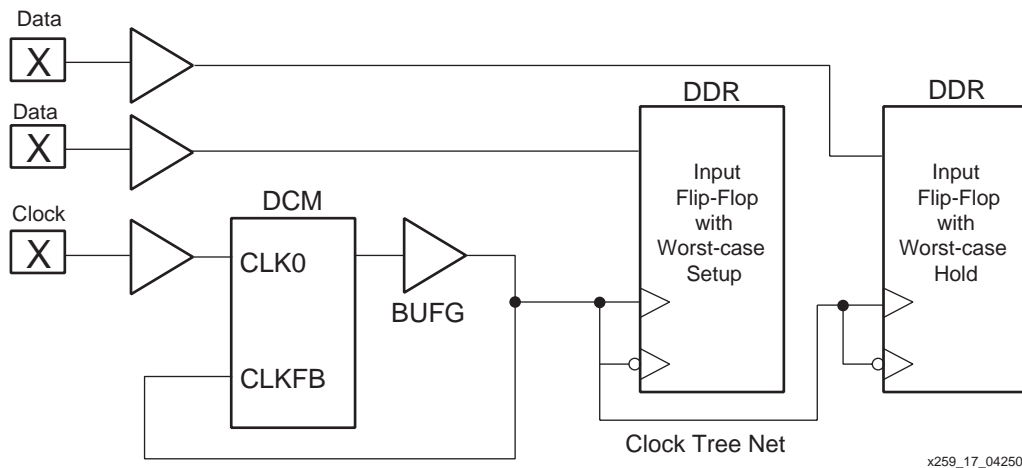 Data
X
Data
X
Clock
X
DCM
CLK0
CLKFB
BUFG
DDR
Input
Flip-Flop
with
Worst-case
Setup
DDR
Input
Flip-Flop
with
Worst-case
Hold
Clock Tree Net
x259_17_04250